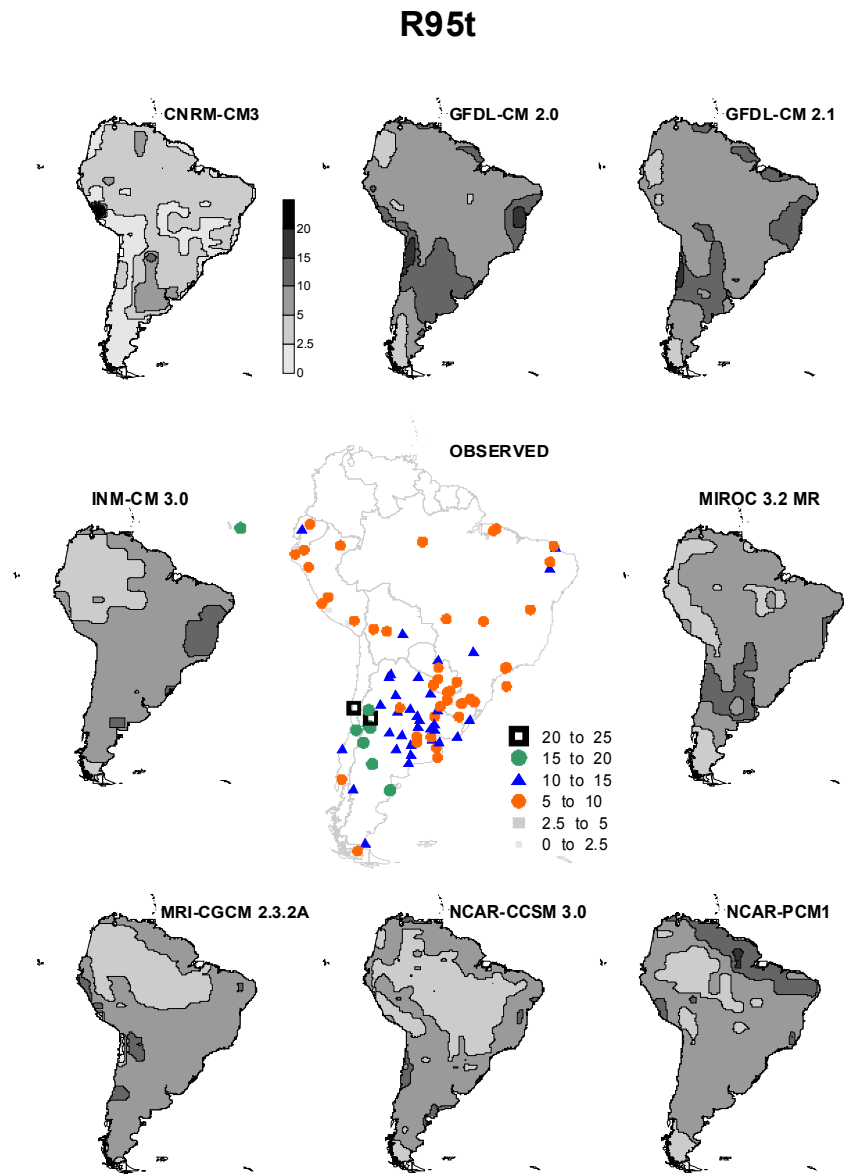 R95t
CNRM-CM3
GFDL-CM 2.0
GFDL-CM 2.1
20
15
10
5
2.5
0
OBSERVED
INM-CM 3.0
MIROC 3.2 MR
20 to 25
15 to 20
10 to 15
5 to 10
2.5 to 5
0 to 2.5
MRI-CGCM 2.3.2A
NCAR-CCSM 3.0
NCAR-PCM1